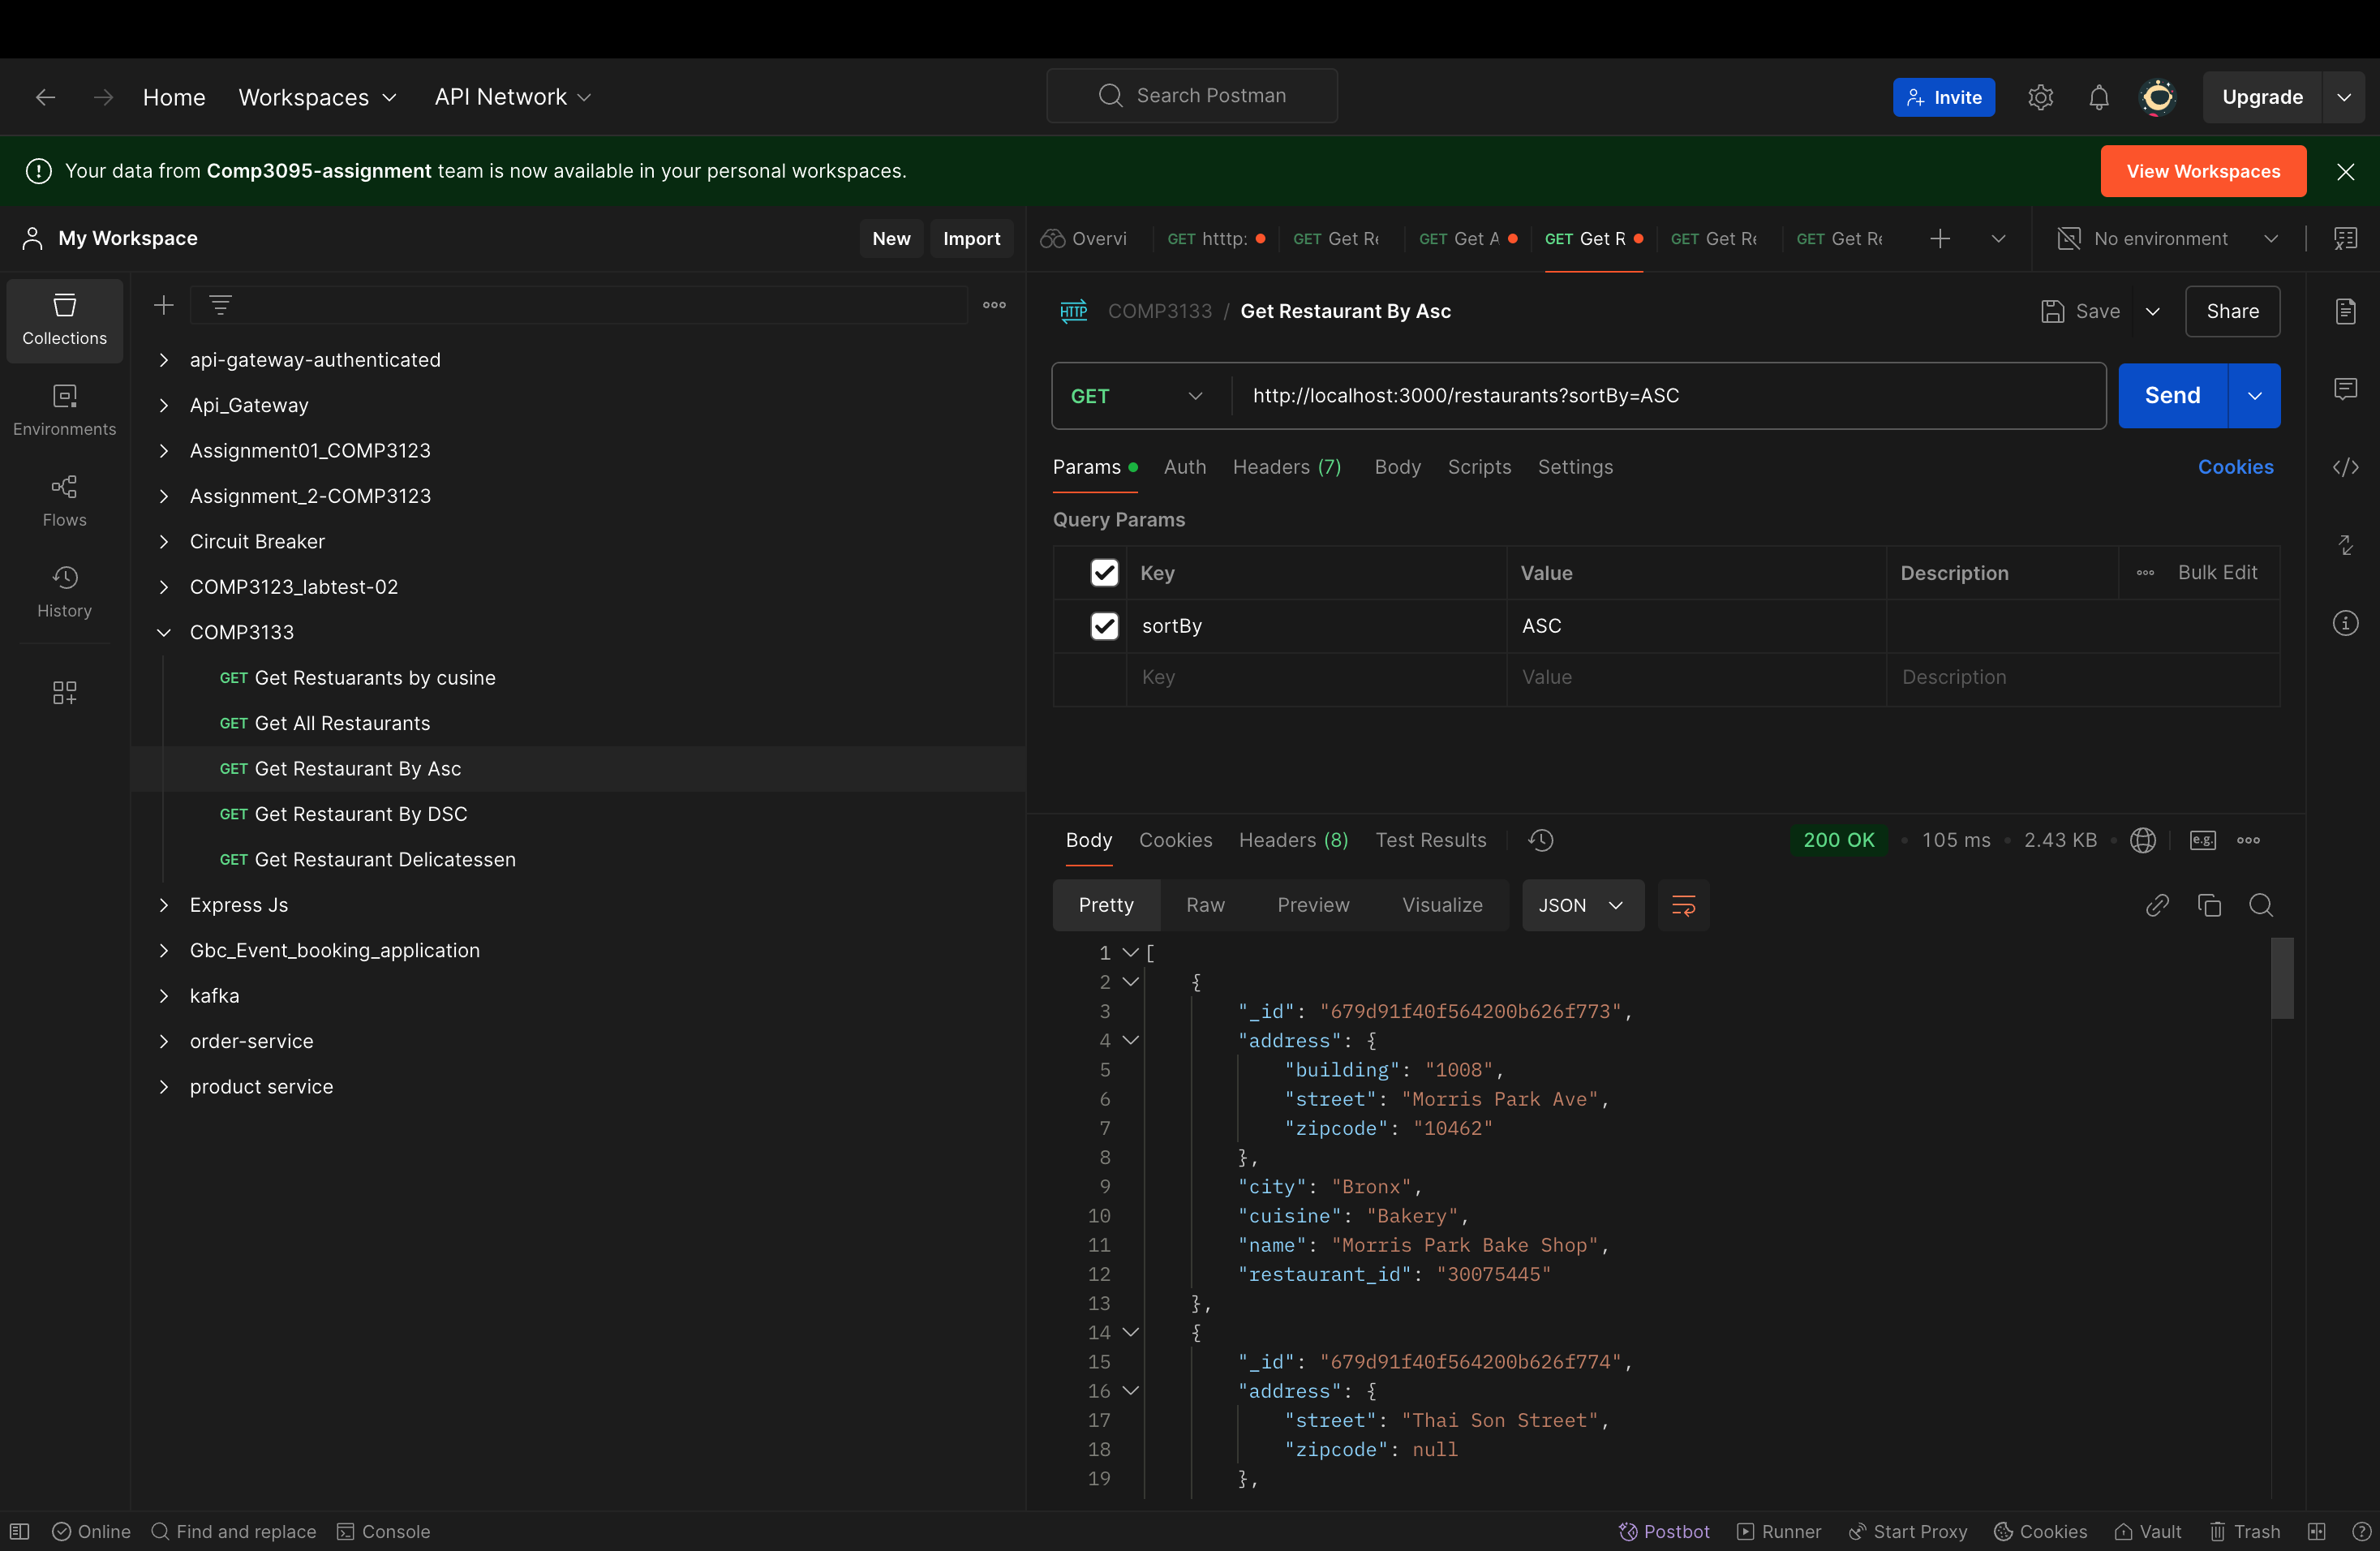 Home Workspaces API Network Search Postman Invite Upgrade
Your data from Comp3095-assignment team is now available in your personal workspaces. View Workspaces
My Workspace New Import
Overvi GET htttp: GET Get Re GET Get A GET Get R GET Get Re GET Get Re No environment
Collections
Environments
Flows
History
api-gateway-authenticated
Api_Gateway
Assignment01_COMP3123
Assignment_2-COMP3123
Circuit Breaker
COMP3123_labtest-02
COMP3133
GET Get Restuarants by cusine
GET Get All Restaurants
GET Get Restaurant By Asc
GET Get Restaurant By DSC
GET Get Restaurant Delicatessen
Express Js
Gbc_Event_booking_application
kafka
order-service
product service
HTTP COMP3133 / Get Restaurant By Asc Save Share
GET http://localhost:3000/restaurants?sortBy=ASC Send
Params Auth Headers (7) Body Scripts Settings Cookies
Query Params
Key Value Description Bulk Edit
sortBy ASC
Key Value Description
Body Cookies Headers (8) Test Results 200 OK 105 ms 2.43 KB e.g.
Pretty Raw Preview Visualize JSON
1 [
2 {
3 "_id": "679d91f40f564200b626f773",
4 "address": {
5 "building": "1008",
6 "street": "Morris Park Ave",
7 "zipcode": "10462"
8 },
9 "city": "Bronx",
10 "cuisine": "Bakery",
11 "name": "Morris Park Bake Shop",
12 "restaurant_id": "30075445"
13 },
14 {
15 "_id": "679d91f40f564200b626f774",
16 "address": {
17 "street": "Thai Son Street",
18 "zipcode": null
19 },
Online Find and replace Console Postbot Runner Start Proxy Cookies Vault Trash